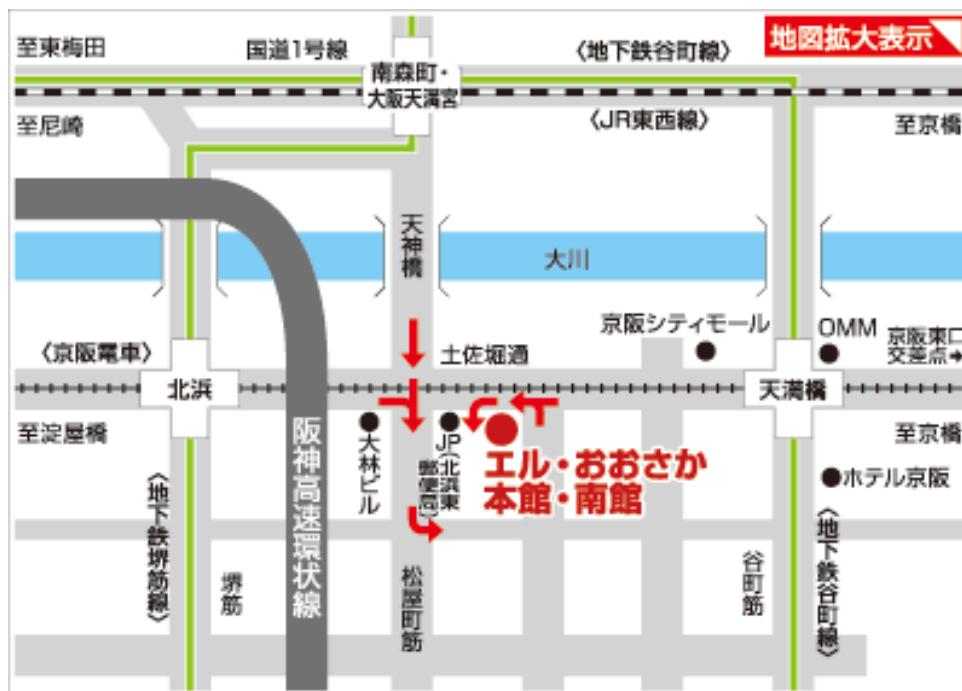 至東梅田
国道1号線
〈地下鉄谷町線〉
地図拡大表示
南森町・
大阪天満宮
至尼崎
〈JR東西線〉
至京橋
天神橋
大川
京阪シティモール
OMM
京阪東口
交差点→
〈京阪電車〉
土佐堀通
北浜
天満橋
至淀屋橋
大林ビル
JP(北浜東
郵便局)
エル・おおさか
本館・南館
至京橋
ホテル京阪
阪神高速環状線
〈地下鉄堺筋線〉
堺筋
松屋町筋
谷町筋
〈地下鉄谷町線〉